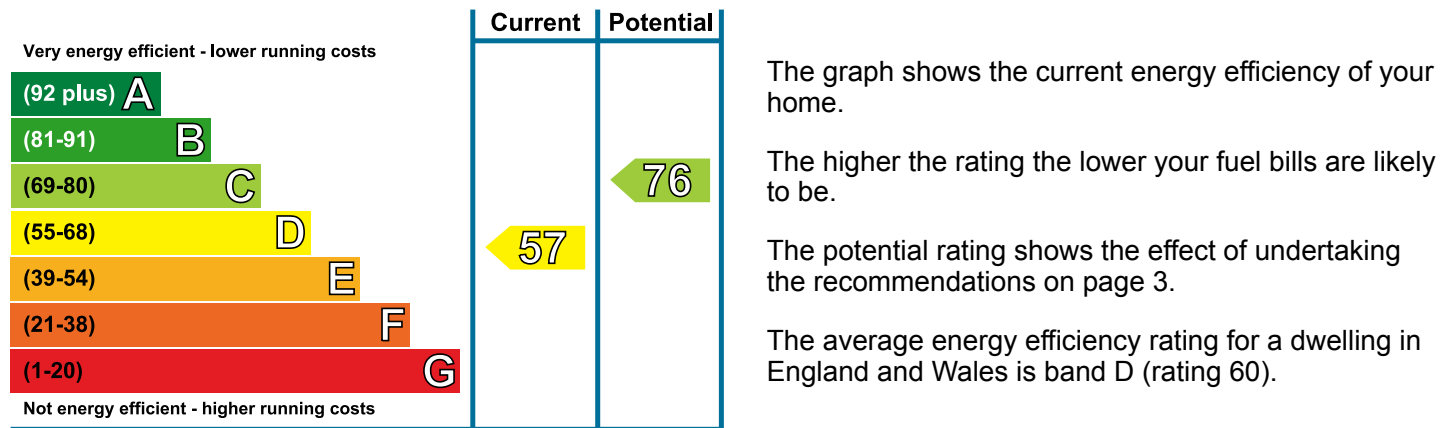 Current Potential
Very energy efficient - lower running costs
(92 plus) A
(81-91) B
(69-80) C
76
(55-68) D
57
(39-54) E
(21-38) F
(1-20) G
Not energy efficient - higher running costs
The graph shows the current energy efficiency of your
home.
The higher the rating the lower your fuel bills are likely
to be.
The potential rating shows the effect of undertaking
the recommendations on page 3.
The average energy efficiency rating for a dwelling in
England and Wales is band D (rating 60).